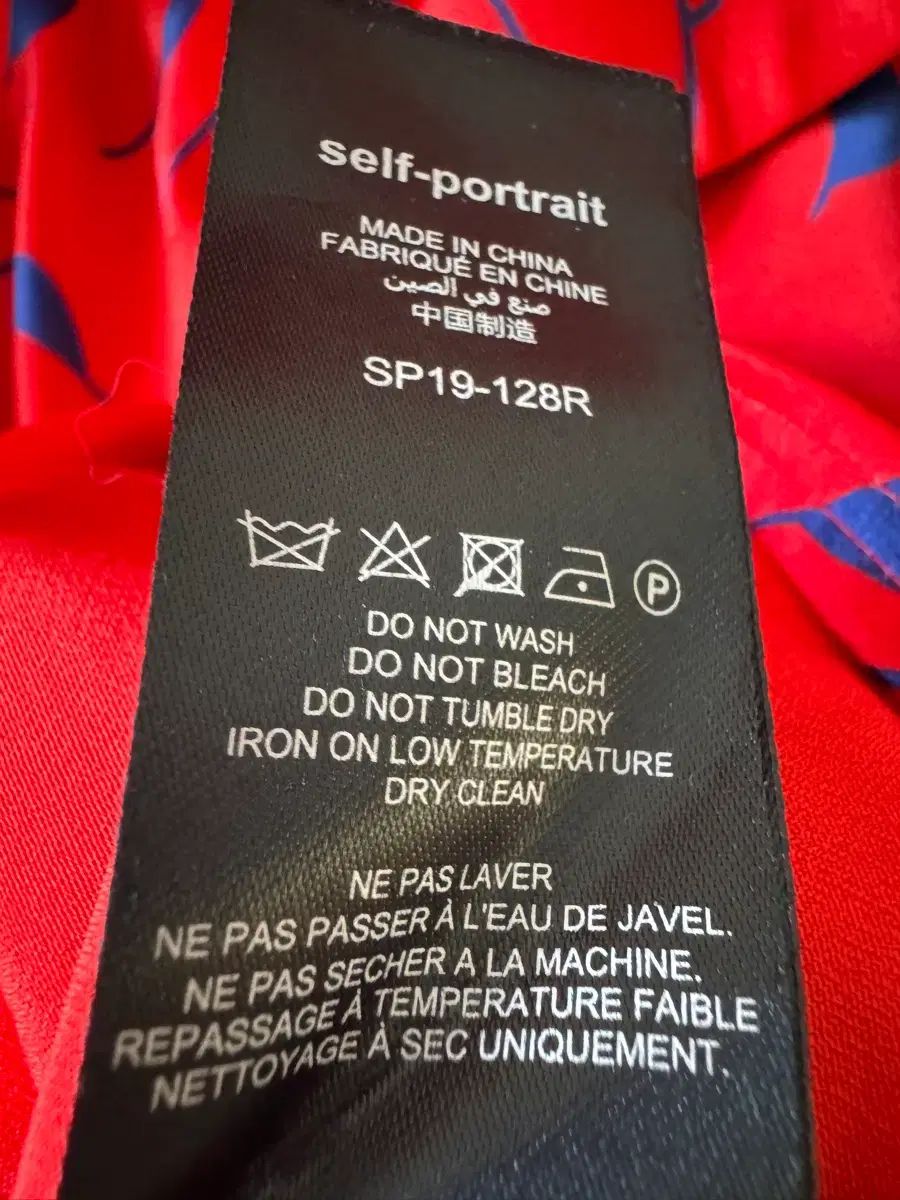 self-portrait
MADE IN CHINA
FABRIQUÉ EN CHINE
صنع في الصين
中国制造
SP19-128R
P
DO NOT WASH
DO NOT BLEACH
DO NOT TUMBLE DRY
IRON ON LOW TEMPERATURE
DRY CLEAN
NE PAS LAVER
NE PAS PASSER À L'EAU DE JAVEL.
NE PAS SECHER A LA MACHINE.
REPASSAGE À TEMPERATURE FAIBLE
NETTOYAGE À SEC UNIQUEMENT.